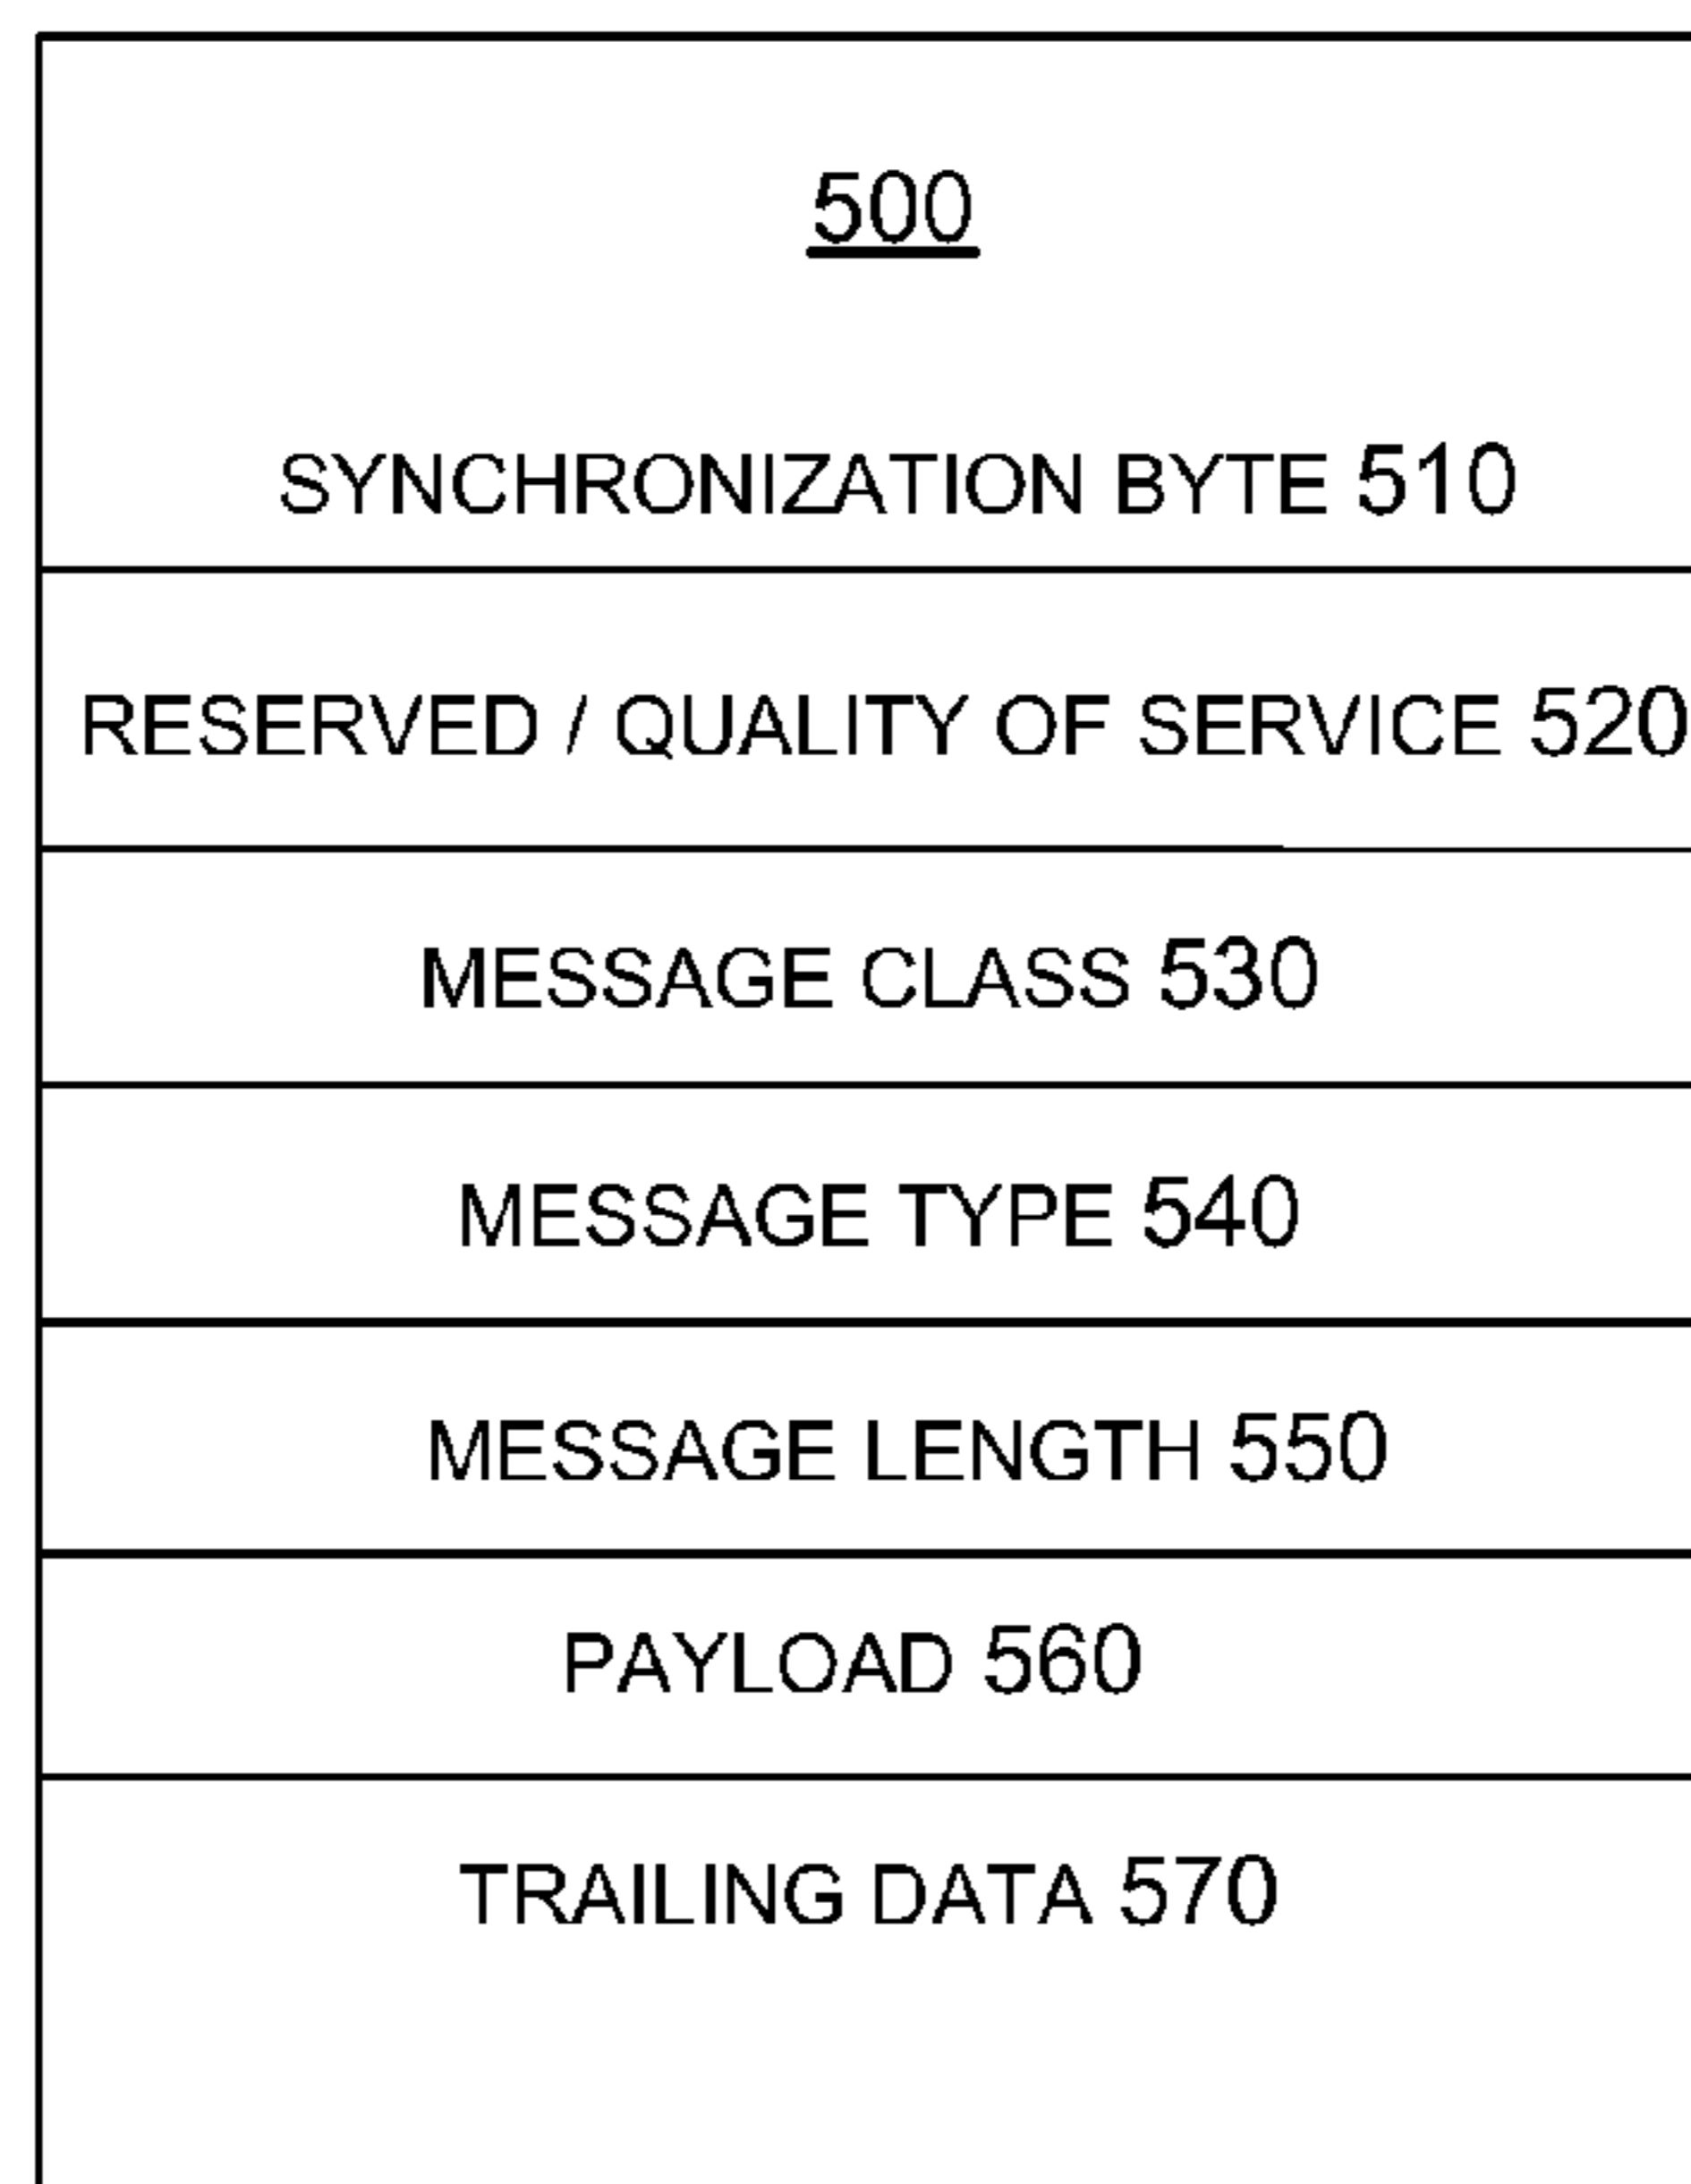 500
SYNCHRONIZATION BYTE 510
RESERVED / QUALITY OF SERVICE 520
MESSAGE CLASS 530
MESSAGE TYPE 540
MESSAGE LENGTH 550
PAYLOAD 560
TRAILING DATA 570